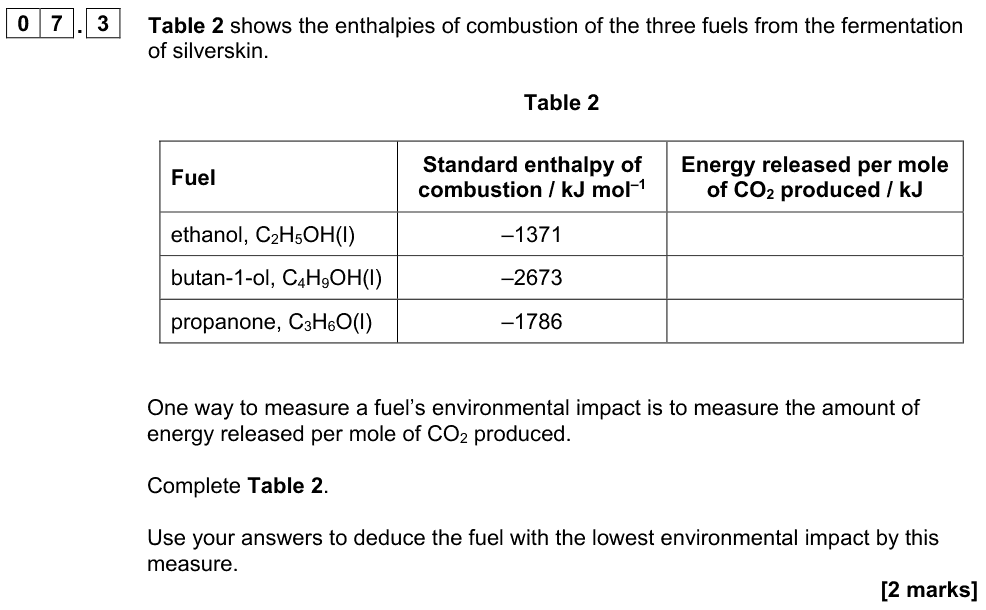 0 7 . 3 Table 2 shows the enthalpies of combustion of the three fuels from the fermentation
of silverskin.
Table 2
Fuel
Standard enthalpy of
combustion / kJ mol⁻¹
Energy released per mole
of CO₂ produced / kJ
ethanol, C₂H₅OH(l) –1371
butan-1-ol, C₄H₉OH(l) –2673
propanone, C₃H₆O(l) –1786
One way to measure a fuel’s environmental impact is to measure the amount of
energy released per mole of CO₂ produced.
Complete Table 2.
Use your answers to deduce the fuel with the lowest environmental impact by this
measure.
[2 marks]